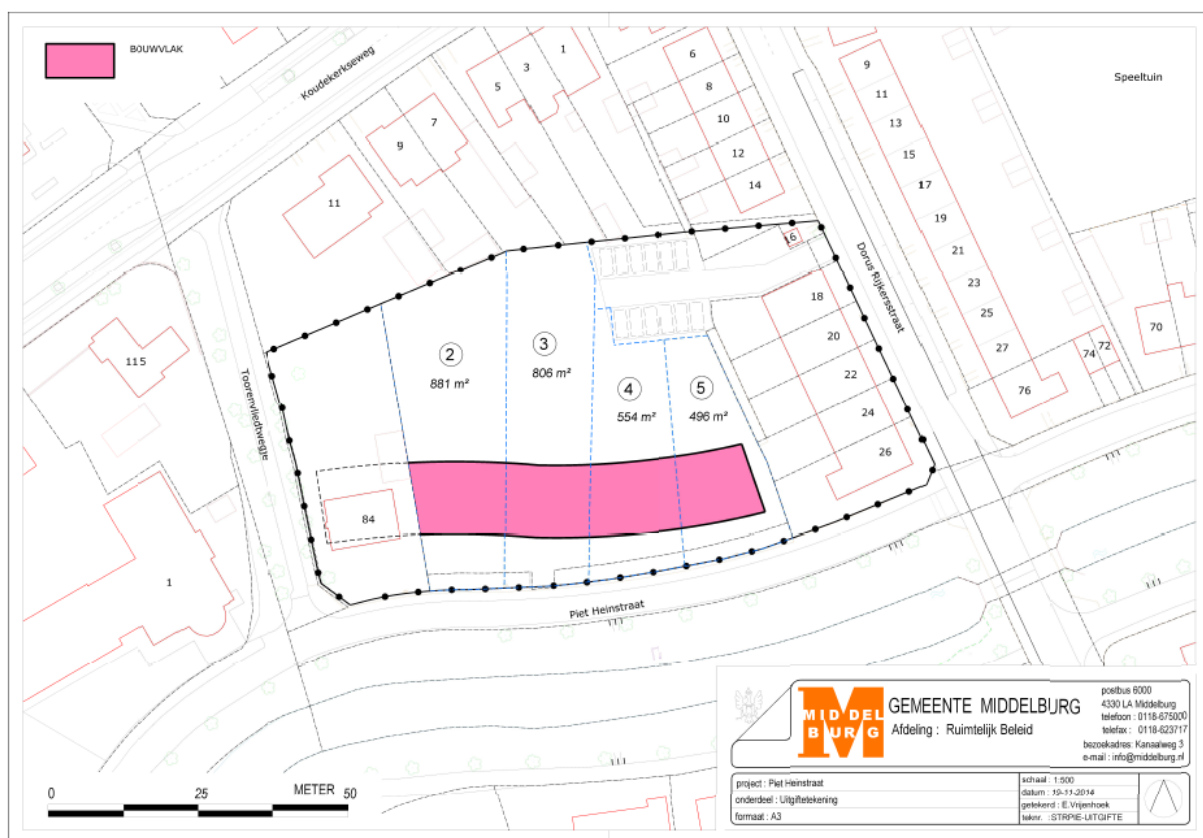 BOUWVLAK
Koudekerkseweg
Speeltuin
1
3
5
7
9
11
6
8
10
12
14
16
9
11
13
15
17
19
21
23
25
27
76
74
72
70
Dorus Rijkersstraat
18
20
22
24
26
115
Toorenvliedtwegje
2
881 m²
3
806 m²
4
554 m²
5
496 m²
84
1
Piet Heinstraat
0 25 METER 50
MIDDEL
BURG
GEMEENTE MIDDELBURG
Afdeling : Ruimtelijk Beleid
postbus 6000
4330 LA Middelburg
telefoon : 0118-675000
telefax : 0118-623717
bezoekadres: Kanaalweg 3
e-mail : info@middelburg.nl
project : Piet Heinstraat
onderdeel : Uitgiftetekening
formaat : A3
schaal : 1:500
datum : 19-11-2014
getekend : E.Vrijenhoek
teknr. : STRPIE-UITGIFTE